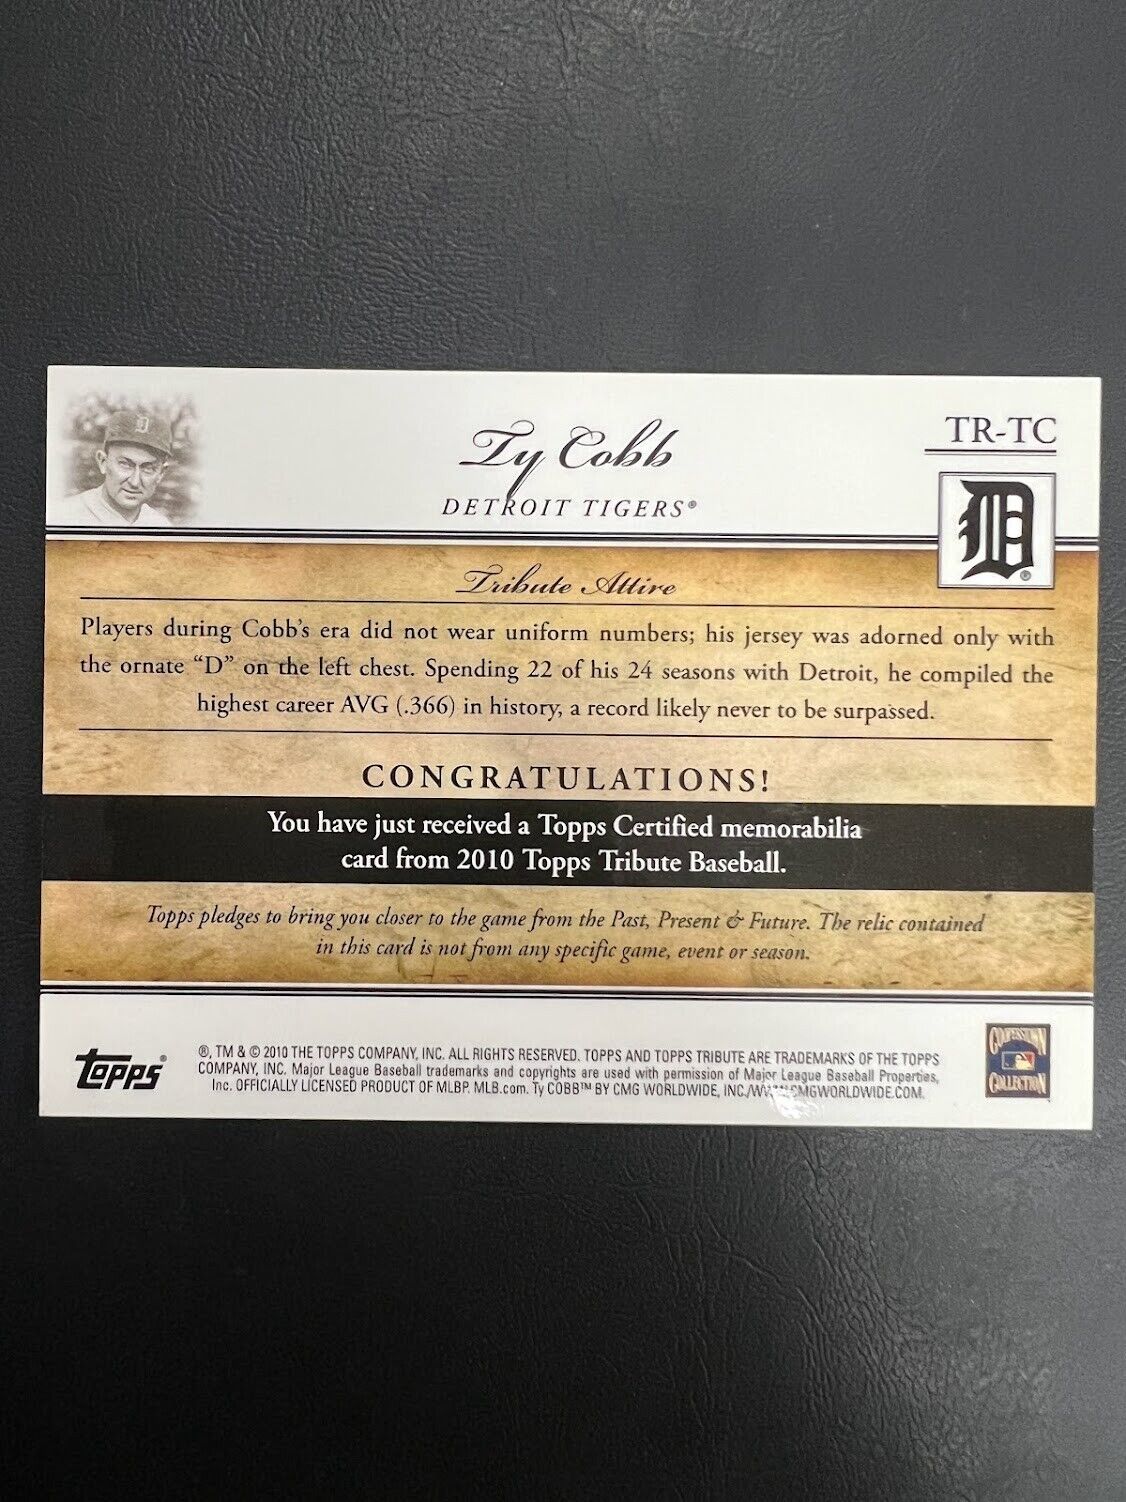 TR-TC
Ty Cobb
DETROIT TIGERS®
D
D ®
Tribute Attire
Players during Cobb's era did not wear uniform numbers; his jersey was adorned only with
the ornate “D” on the left chest. Spending 22 of his 24 seasons with Detroit, he compiled the
highest career AVG (.366) in history, a record likely never to be surpassed.
CONGRATULATIONS!
You have just received a Topps Certified memorabilia
card from 2010 Topps Tribute Baseball.
Topps pledges to bring you closer to the game from the Past, Present & Future. The relic contained
in this card is not from any specific game, event or season.
topps®
®, TM & © 2010 THE TOPPS COMPANY, INC. ALL RIGHTS RESERVED. TOPPS AND TOPPS TRIBUTE ARE TRADEMARKS OF THE TOPPS
COMPANY, INC. Major League Baseball trademarks and copyrights are used with permission of Major League Baseball Properties,
Inc. OFFICIALLY LICENSED PRODUCT OF MLBP. MLB.com. Ty COBB™ BY CMG WORLDWIDE, INC./WWW.CMGWORLDWIDE.COM.
COOPERSTOWN
COLLECTION